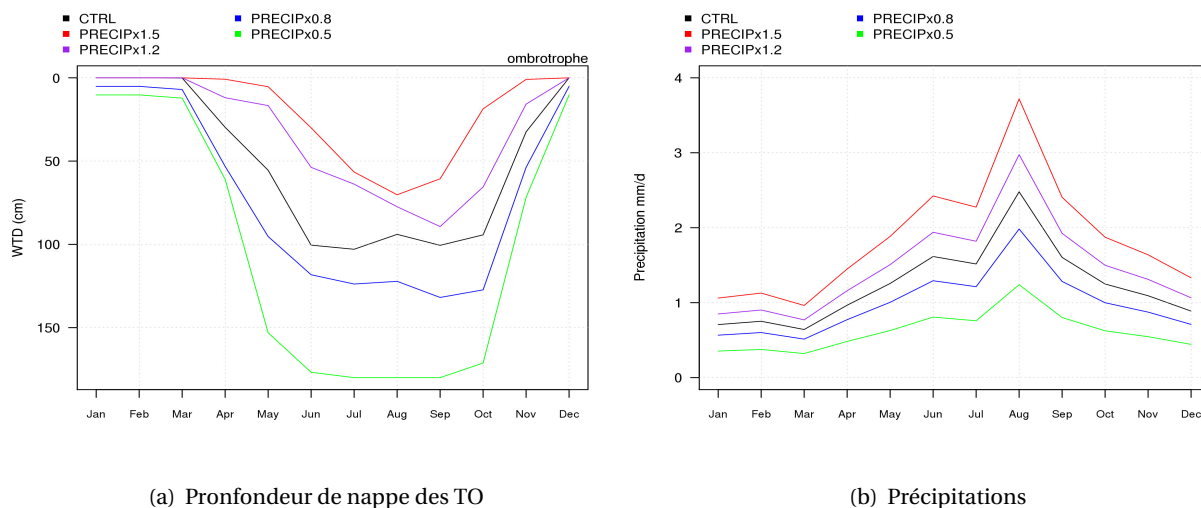 CTRL
PRECIPx1.5
PRECIPx1.2
PRECIPx0.8
PRECIPx0.5
ombrotrophe
WTD (cm)
0
50
100
150
Jan Feb Mar Apr May Jun Jul Aug Sep Oct Nov Dec
(a) Pronfondeur de nappe des TO
CTRL
PRECIPx1.5
PRECIPx1.2
PRECIPx0.8
PRECIPx0.5
Precipitation mm/d
4
3
2
1
0
Jan Feb Mar Apr May Jun Jul Aug Sep Oct Nov Dec
(b) Précipitations